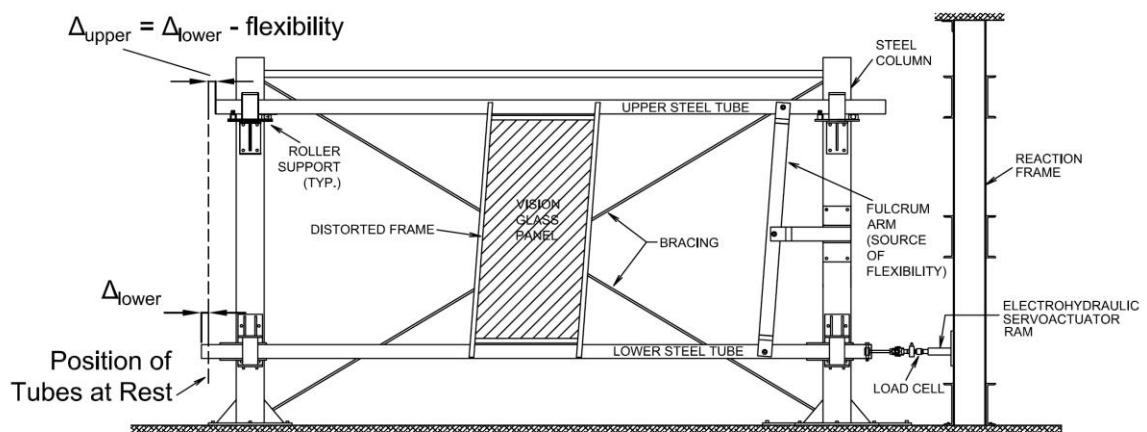 Δupper = Δlower - flexibility
STEEL
COLUMN
UPPER STEEL TUBE
ROLLER
SUPPORT
(TYP.)
REACTION
FRAME
VISION
GLASS
PANEL
FULCRUM
ARM
(SOURCE
OF
FLEXIBILITY)
DISTORTED FRAME
BRACING
Δlower
ELECTROHYDRAULIC
SERVOACTUATOR
RAM
LOWER STEEL TUBE
LOAD CELL
Position of
Tubes at Rest